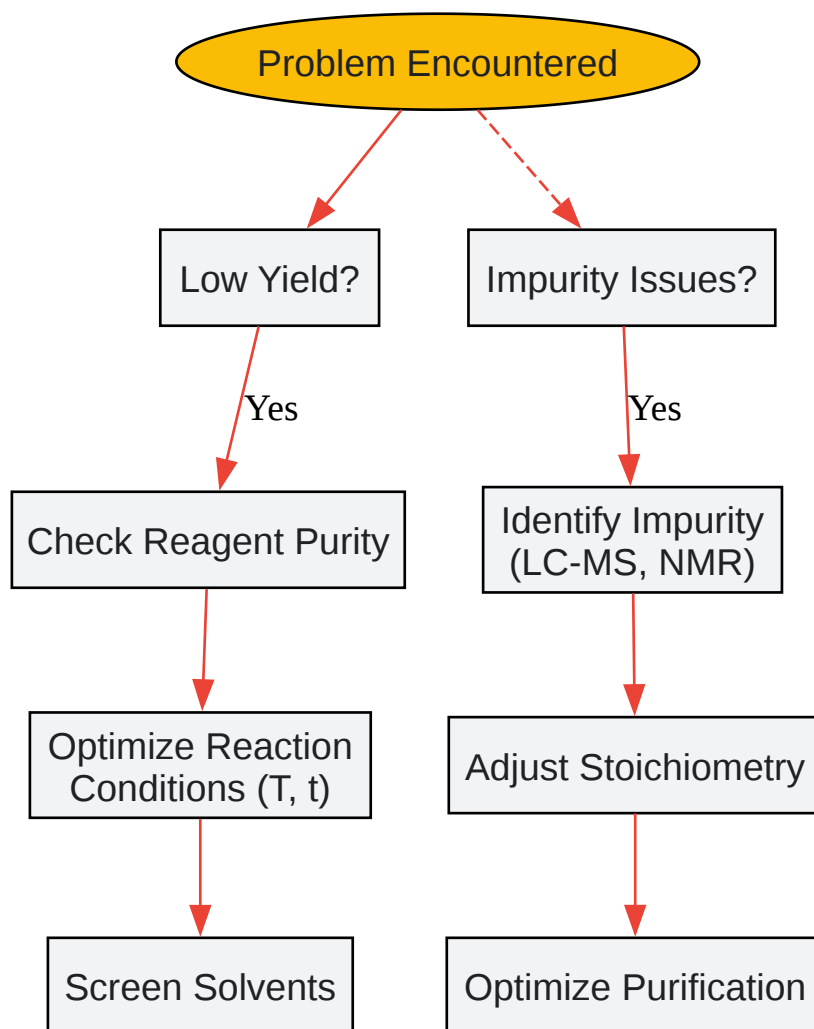 Problem Encountered
Low Yield?
Impurity Issues?
Yes
Yes
Check Reagent Purity
Identify Impurity
(LC-MS, NMR)
Optimize Reaction
Conditions (T, t)
Adjust Stoichiometry
Screen Solvents
Optimize Purification